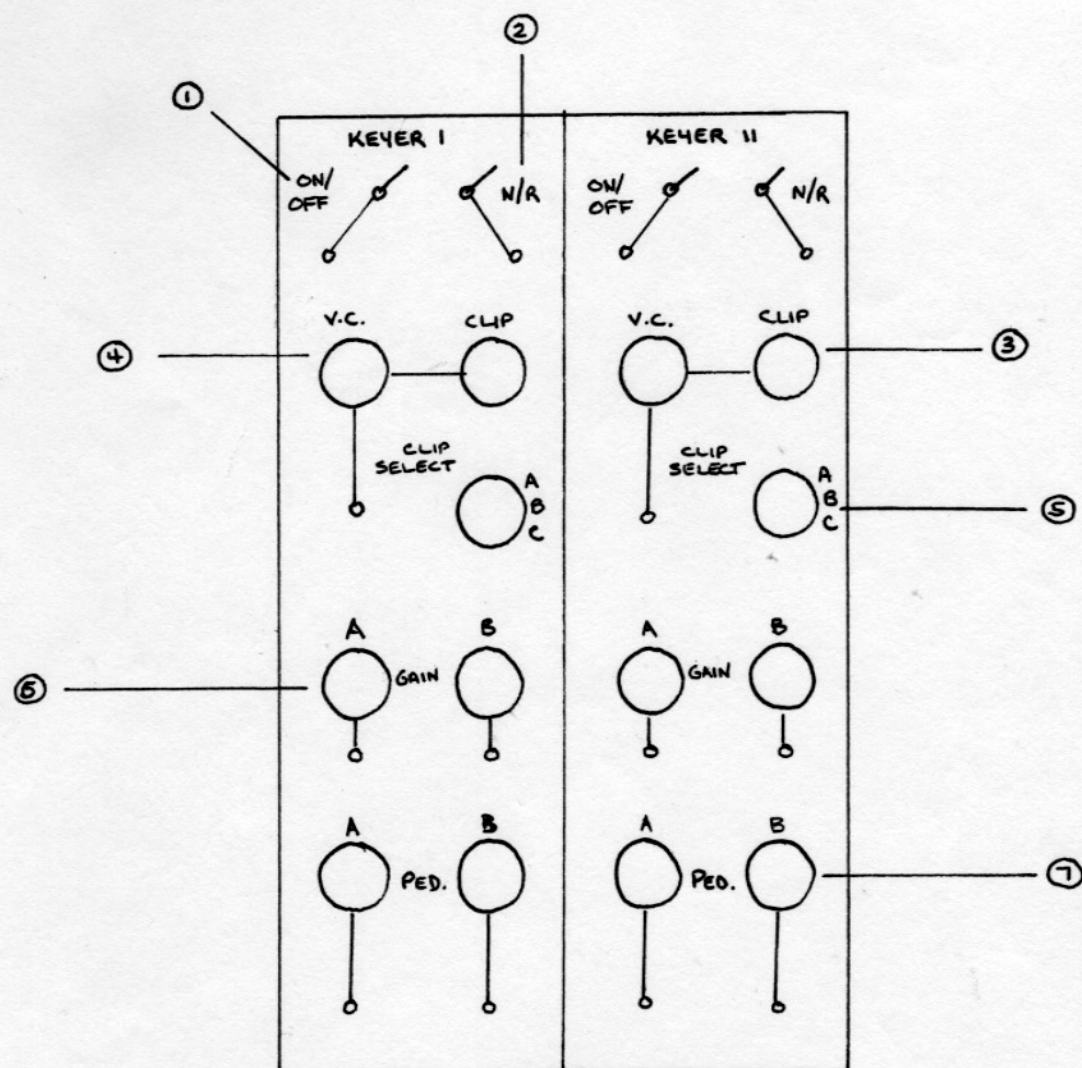 ②
①
KEYER I
KEYER II
ON/
OFF
N/R
ON/
OFF
N/R
V.C.
CLIP
V.C.
CLIP
④
③
CLIP
SELECT
A
B
C
CLIP
SELECT
A
B
C
⑤
A
B
A
B
⑥
GAIN
GAIN
A
B
A
B
PED.
PED.
⑦